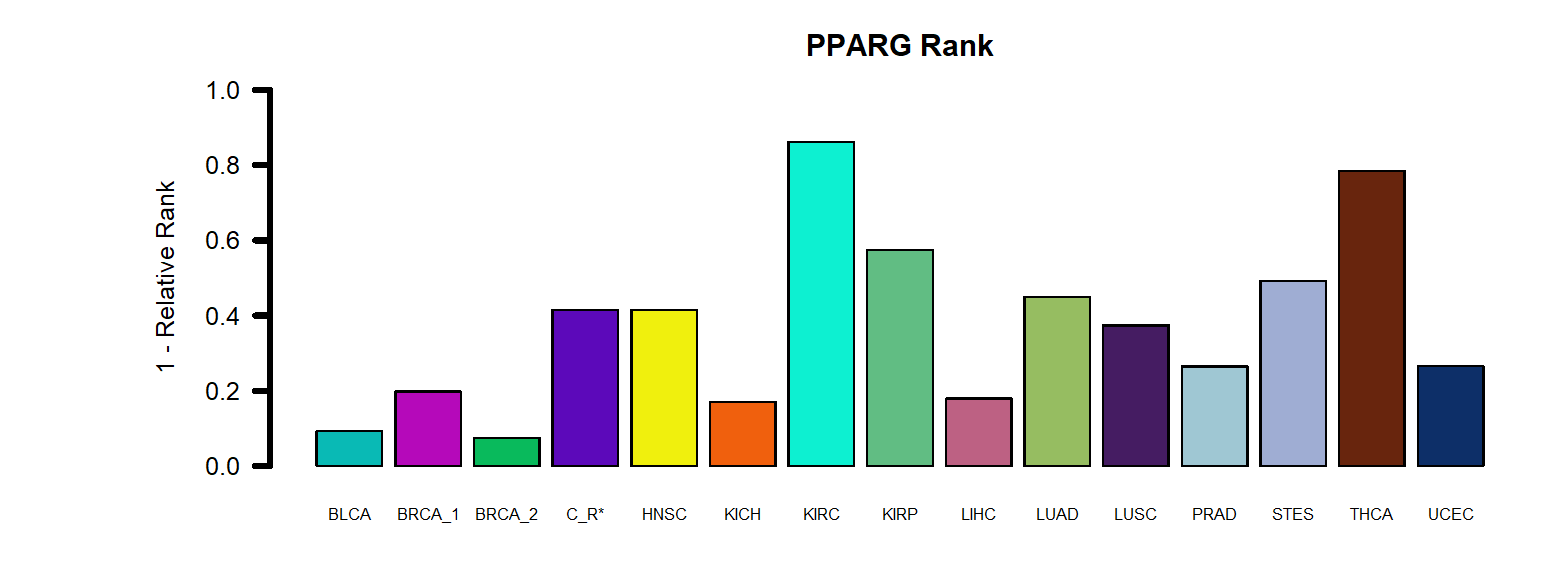 PPARG Rank
1 - Relative Rank
1.0
0.8
0.6
0.4
0.2
0.0
BLCA BRCA_1 BRCA_2 C_R* HNSC KICH KIRC KIRP LIHC LUAD LUSC PRAD STES THCA UCEC